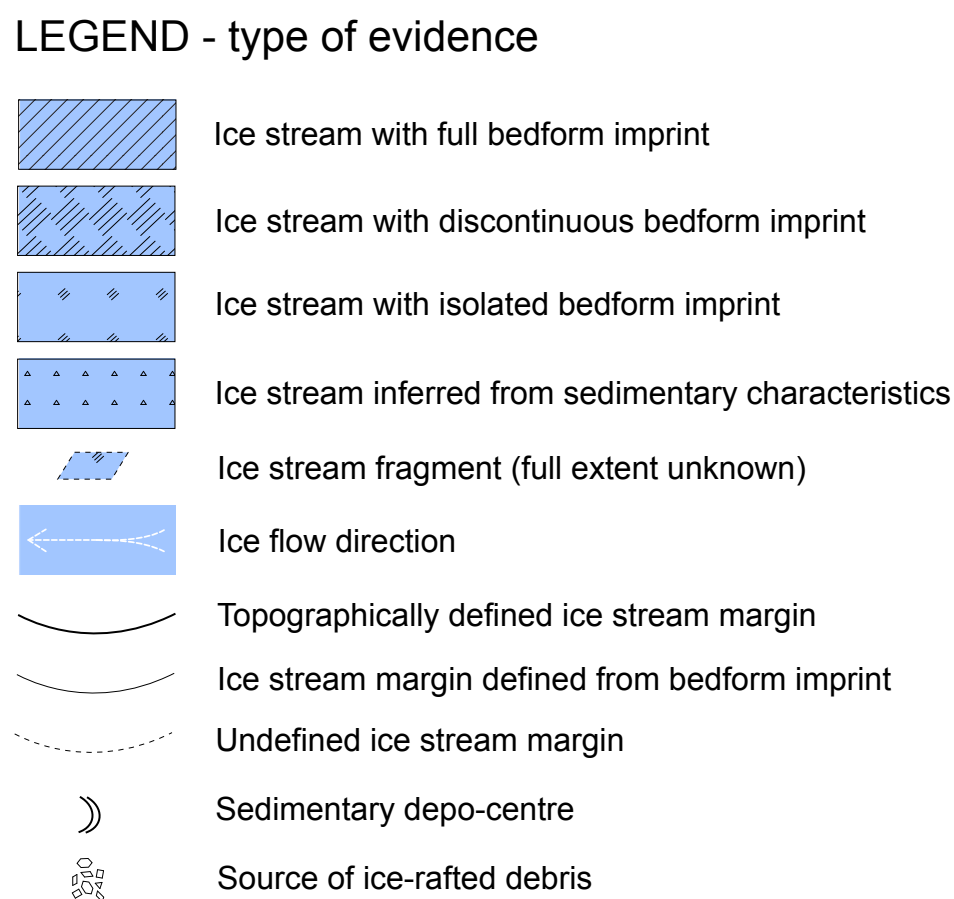 LEGEND - type of evidence
Ice stream with full bedform imprint
Ice stream with discontinuous bedform imprint
Ice stream with isolated bedform imprint
Ice stream inferred from sedimentary characteristics
Ice stream fragment (full extent unknown)
Ice flow direction
Topographically defined ice stream margin
Ice stream margin defined from bedform imprint
Undefined ice stream margin
Sedimentary depo-centre
Source of ice-rafted debris